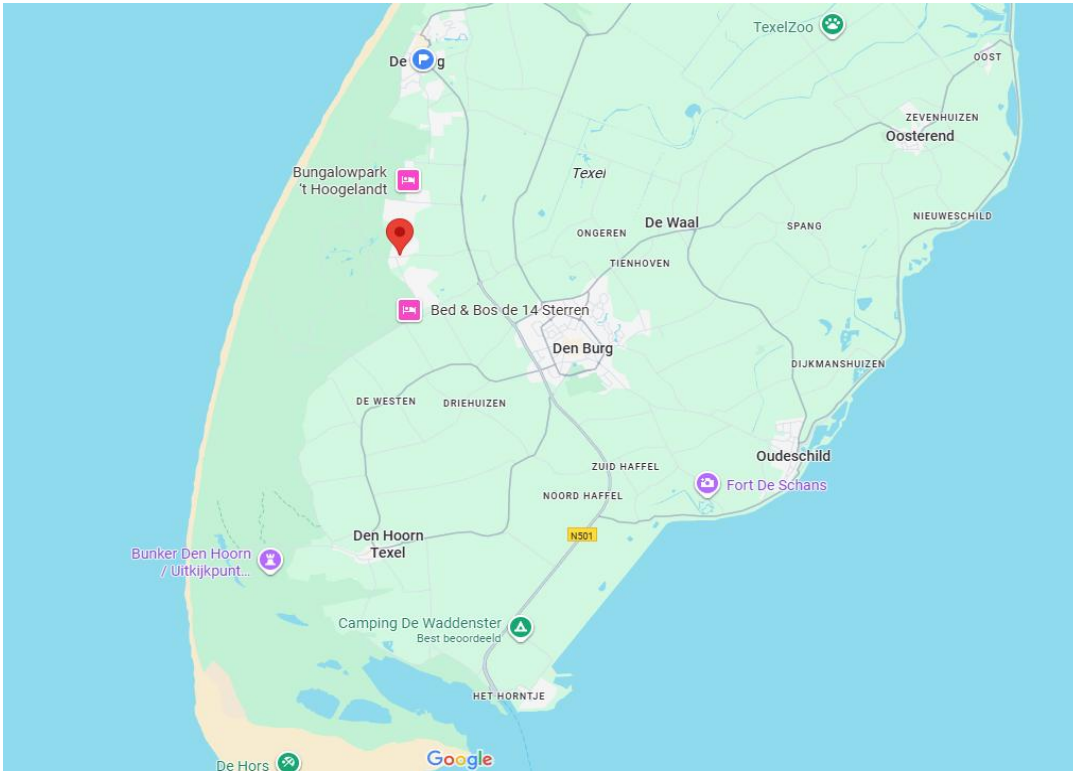 TexelZoo
OOST
De
g
ZEVENHUIZEN
Oosterend
Bungalowpark
't Hoogelandt
Texel
De Waal
NIEUWESCHILD
SPANG
ONGEREN
TIENHOVEN
Bed & Bos de 14 Sterren
Den Burg
DIJKMANSHUIZEN
DE WESTEN
DRIEHUIZEN
Oudeschild
ZUID HAFFEL
Fort De Schans
NOORD HAFFEL
N501
Den Hoorn
Texel
Bunker Den Hoorn
/ Uitkijkpunt...
Camping De Waddenster
Best beoordeeld
HET HORNTJE
De Hors
Google